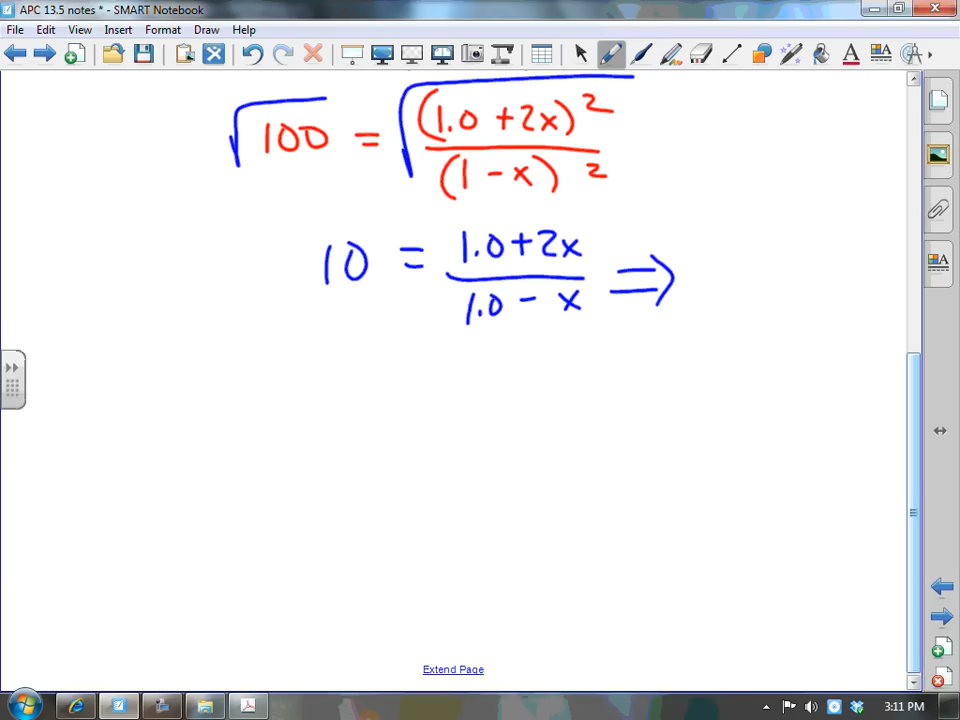 APC 13.5 notes * - SMART Notebook
File Edit View Insert Format Draw Help
√100 = √((1.0 + 2x)² / (1 - x)²)
10 = (1.0 + 2x) / (1.0 - x) ⇒
Extend Page
3:11 PM